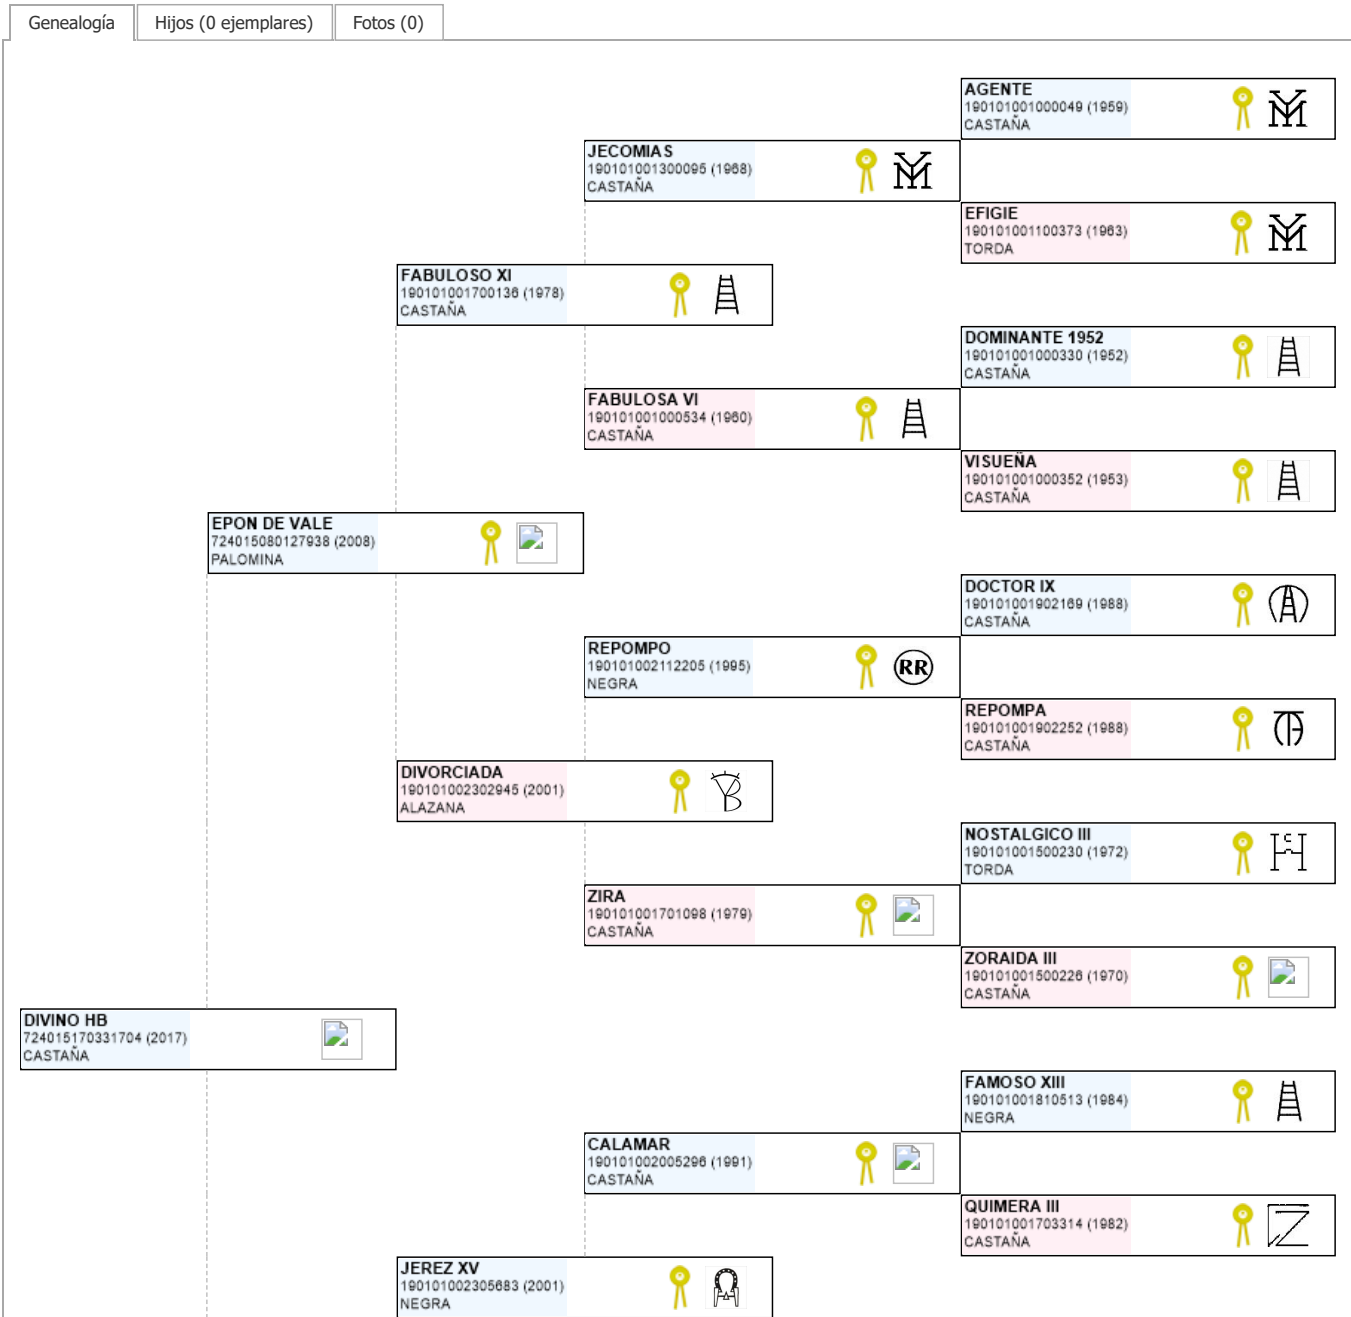 Genealogía
Hijos (0 ejemplares)
Fotos (0)
AGENTE
190101001000049 (1959)
CASTAÑA
JECOMIAS
190101001300095 (1968)
CASTAÑA
EFIGIE
190101001100373 (1963)
TORDA
FABULOSO XI
190101001700136 (1978)
CASTAÑA
DOMINANTE 1952
190101001000330 (1952)
CASTAÑA
FABULOSA VI
190101001000534 (1960)
CASTAÑA
VISUEÑA
190101001000352 (1953)
CASTAÑA
EPON DE VALE
724015080127938 (2008)
PALOMINA
DOCTOR IX
190101001902169 (1988)
CASTAÑA
REPOMPO
190101002112205 (1995)
NEGRA
RR
REPOMPA
190101001902252 (1988)
CASTAÑA
DIVORCIADA
190101002302945 (2001)
ALAZANA
NOSTALGICO III
190101001500230 (1972)
TORDA
ZIRA
190101001701098 (1979)
CASTAÑA
ZORAIDA III
190101001500226 (1970)
CASTAÑA
DIVINO HB
724015170331704 (2017)
CASTAÑA
FAMOSO XIII
190101001810513 (1984)
NEGRA
CALAMAR
190101002005296 (1991)
CASTAÑA
QUIMERA III
190101001703314 (1982)
CASTAÑA
JEREZ XV
190101002305683 (2001)
NEGRA